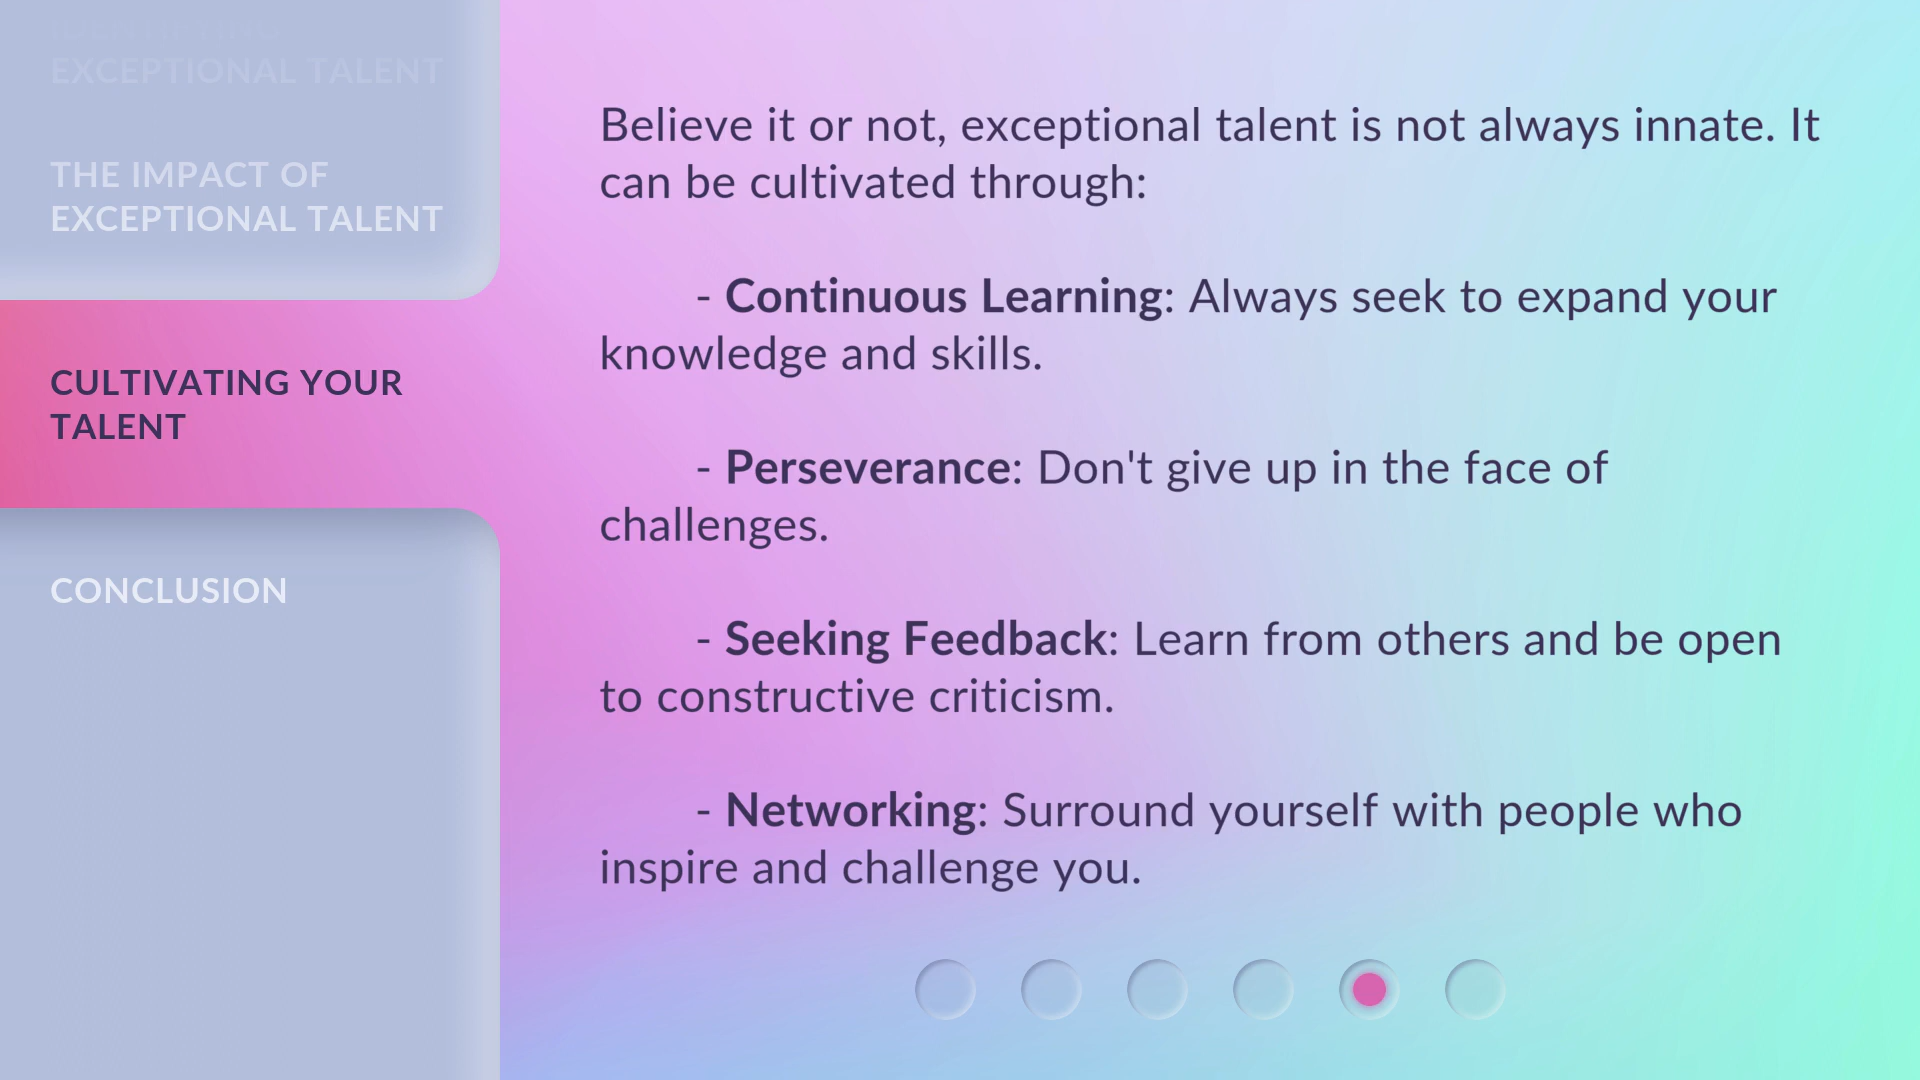 IDENTIFYING
EXCEPTIONAL TALENT
THE IMPACT OF
EXCEPTIONAL TALENT
CULTIVATING YOUR
TALENT
CONCLUSION
Believe it or not, exceptional talent is not always innate. It
can be cultivated through:
- Continuous Learning: Always seek to expand your
knowledge and skills.
- Perseverance: Don't give up in the face of
challenges.
- Seeking Feedback: Learn from others and be open
to constructive criticism.
- Networking: Surround yourself with people who
inspire and challenge you.